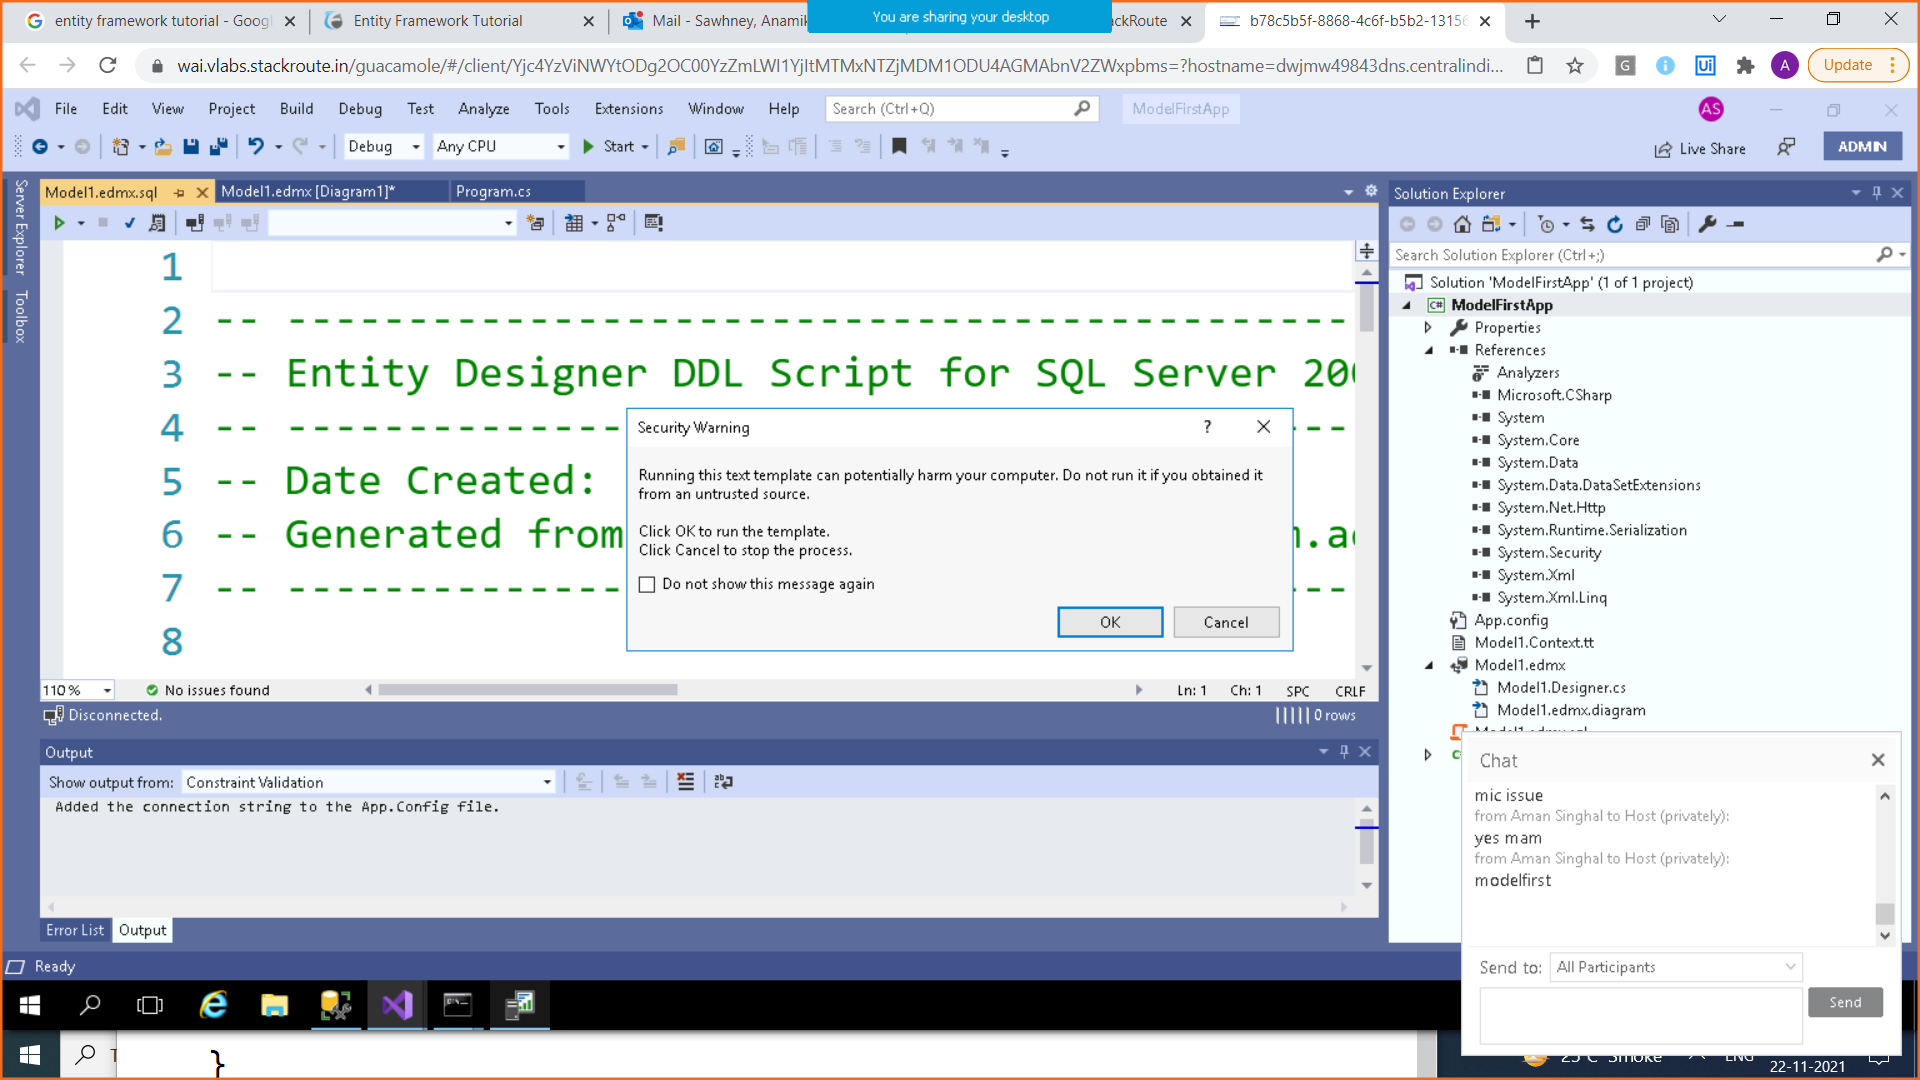 entity framework tutorial - Goog
Entity Framework Tutorial
Mail - Sawhney, Anamik
You are sharing your desktop
ckRoute
b78c5b5f-8868-4c6f-b5b2-13156
wai.vlabs.stackroute.in/guacamole/#/client/Yjc4YzViNWYtODg2OC00YzZmLWI1YjItMTMxNTZjMDM1ODU4AGMAbnV2ZWxpbms=?hostname=dwjmw49843dns.centralindi...
Update
File Edit View Project Build Debug Test Analyze Tools Extensions Window Help
Search (Ctrl+Q)
ModelFirstApp
AS
Debug
Any CPU
Start
Live Share
ADMIN
Server Explorer
Toolbox
Model1.edmx.sql
Model1.edmx [Diagram1]*
Program.cs
1
2 -- --------------------------------------------------
3 -- Entity Designer DDL Script for SQL Server 200
4 -- --------------------------------------------------
5 -- Date Created:
6 -- Generated from
7 -- --------------------------------------------------
8
Security Warning
?
Running this text template can potentially harm your computer. Do not run it if you obtained it
from an untrusted source.
Click OK to run the template.
Click Cancel to stop the process.
Do not show this message again
OK
Cancel
110 %
No issues found
Ln: 1 Ch: 1 SPC CRLF
Disconnected.
0 rows
Output
Show output from: Constraint Validation
Added the connection string to the App.Config file.
Error List
Output
Ready
Solution Explorer
Search Solution Explorer (Ctrl+;)
Solution 'ModelFirstApp' (1 of 1 project)
C# ModelFirstApp
Properties
References
Analyzers
Microsoft.CSharp
System
System.Core
System.Data
System.Data.DataSetExtensions
System.Net.Http
System.Runtime.Serialization
System.Security
System.Xml
System.Xml.Linq
App.config
Model1.Context.tt
Model1.edmx
Model1.Designer.cs
Model1.edmx.diagram
Chat
mic issue
from Aman Singhal to Host (privately):
yes mam
from Aman Singhal to Host (privately):
modelfirst
Send to: All Participants
Send
}
25°C Smoke
ENG
22-11-2021